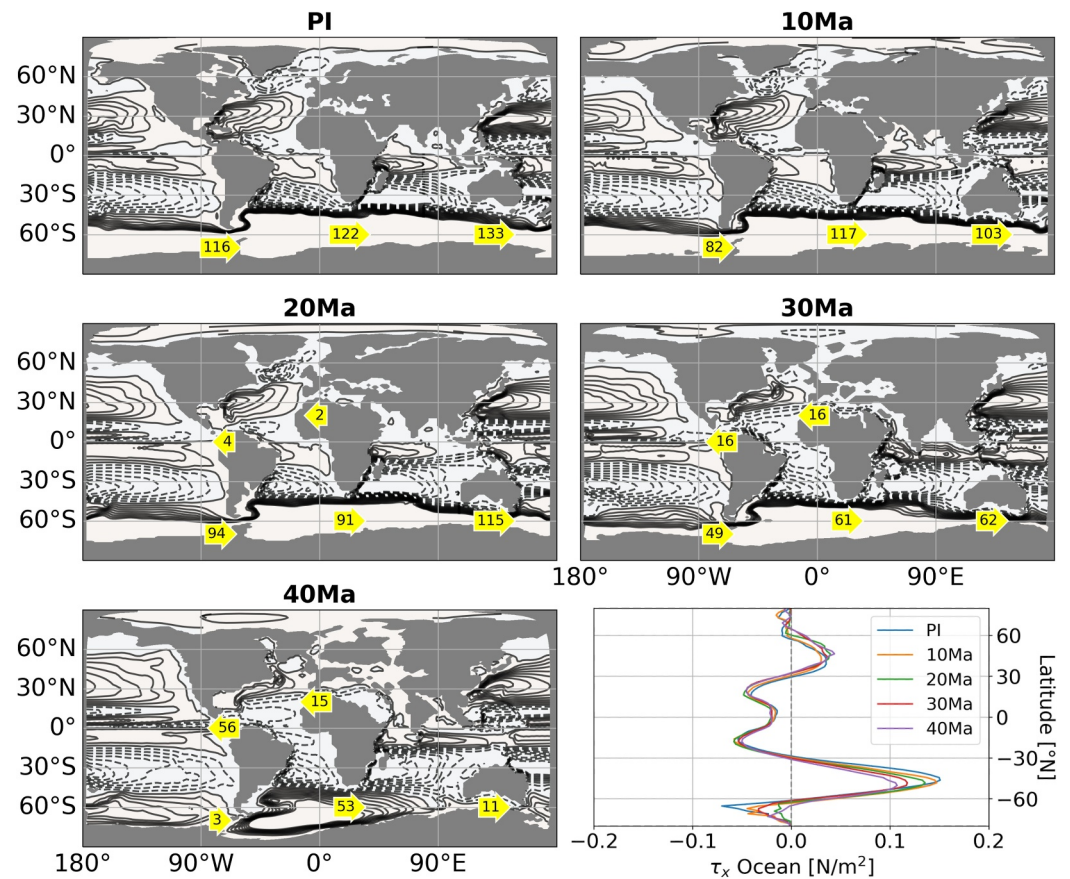 PI
10Ma
60°N
30°N
0°
30°S
60°S
116
122
133
82
117
103
20Ma
30Ma
60°N
30°N
0°
30°S
60°S
2
4
94
91
115
16
16
49
61
62
180°
90°W
0°
90°E
40Ma
60°N
30°N
0°
30°S
60°S
15
56
53
11
3
180°
90°W
0°
90°E
PI
10Ma
20Ma
30Ma
40Ma
60
30
0
−30
−60
Latitude [°N]
−0.2
−0.1
0.0
0.1
0.2
τx Ocean [N/m²]